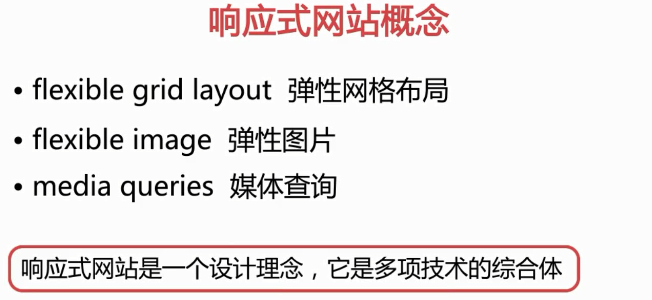 响应式网站概念
• flexible grid layout 弹性网格布局
• flexible image 弹性图片
• media queries 媒体查询
响应式网站是一个设计理念，它是多项技术的综合体